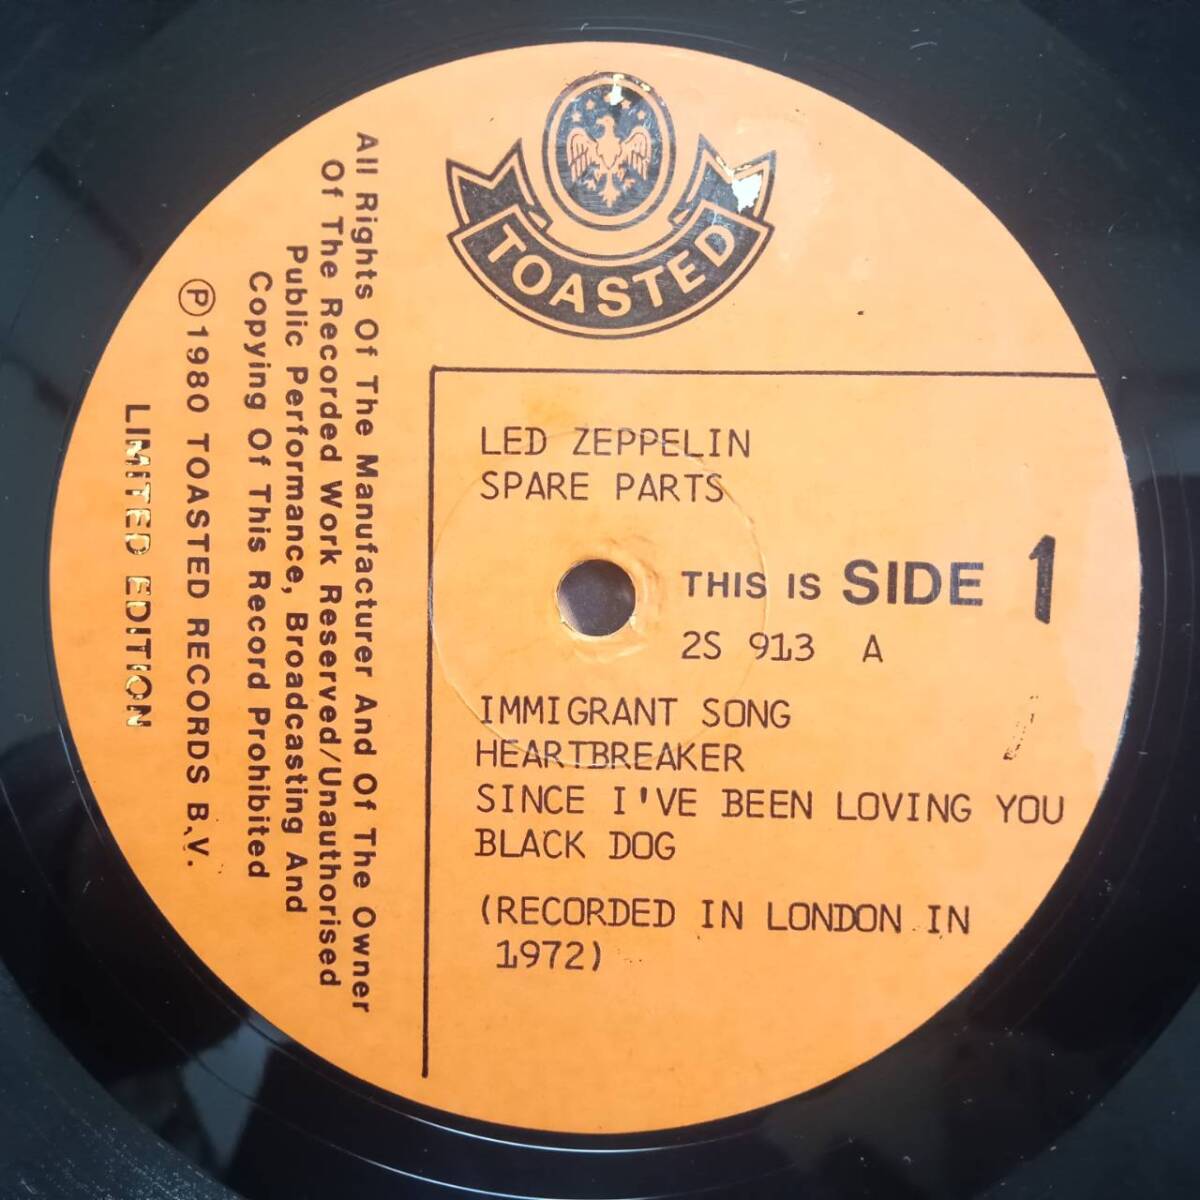 TOASTED
LED ZEPPELIN
SPARE PARTS
THIS IS SIDE 1
2S 913 A
IMMIGRANT SONG
HEARTBREAKER
SINCE I'VE BEEN LOVING YOU
BLACK DOG
(RECORDED IN LONDON IN
1972)
All Rights Of The Manufacturer And Of The Owner
Of The Recorded Work Reserved/Unauthorised
Public Performance, Broadcasting And
Copying Of This Record Prohibited
Ⓟ1980 TOASTED RECORDS B.V.
LIMITED EDITION